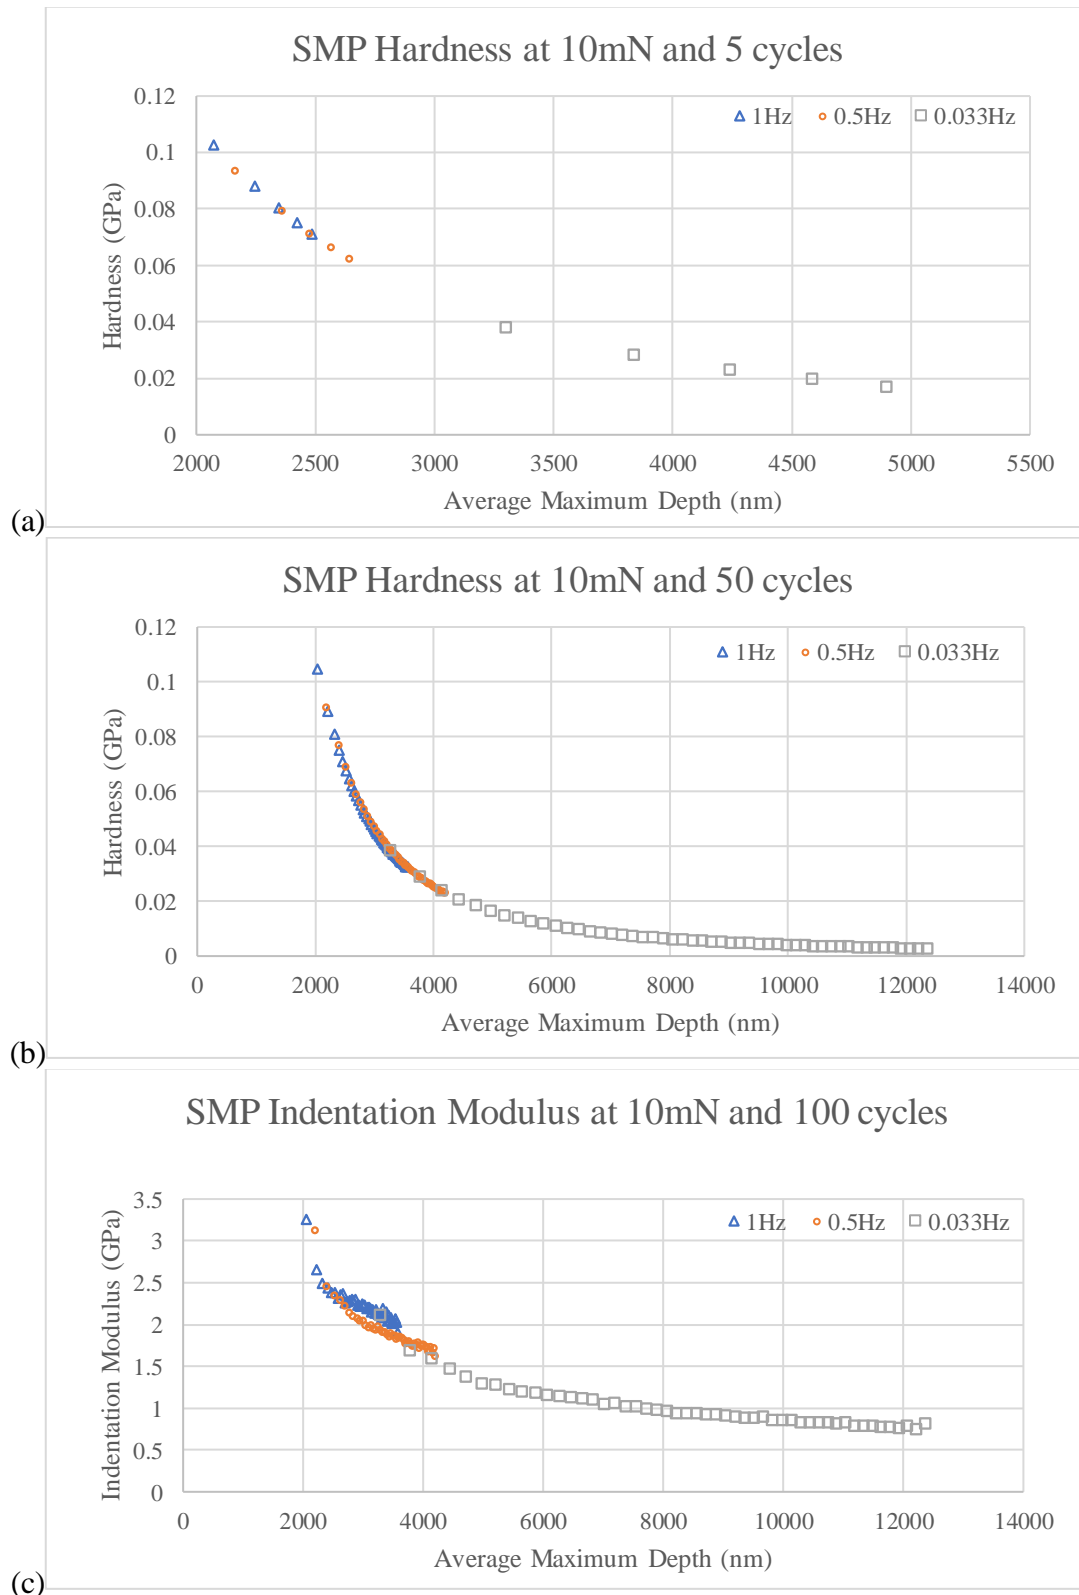 SMP Hardness at 10mN and 5 cycles
0.12
1Hz 0.5Hz 0.033Hz
0.1
0.08
0.06
0.04
0.02
0
Hardness (GPa)
2000 2500 3000 3500 4000 4500 5000 5500
Average Maximum Depth (nm)
(a)
SMP Hardness at 10mN and 50 cycles
0.12
1Hz 0.5Hz 0.033Hz
0.1
0.08
0.06
0.04
0.02
0
Hardness (GPa)
0 2000 4000 6000 8000 10000 12000 14000
Average Maximum Depth (nm)
(b)
SMP Indentation Modulus at 10mN and 100 cycles
3.5
1Hz 0.5Hz 0.033Hz
3
2.5
2
1.5
1
0.5
0
Indentation Modulus (GPa)
0 2000 4000 6000 8000 10000 12000 14000
Average Maximum Depth (nm)
(c)